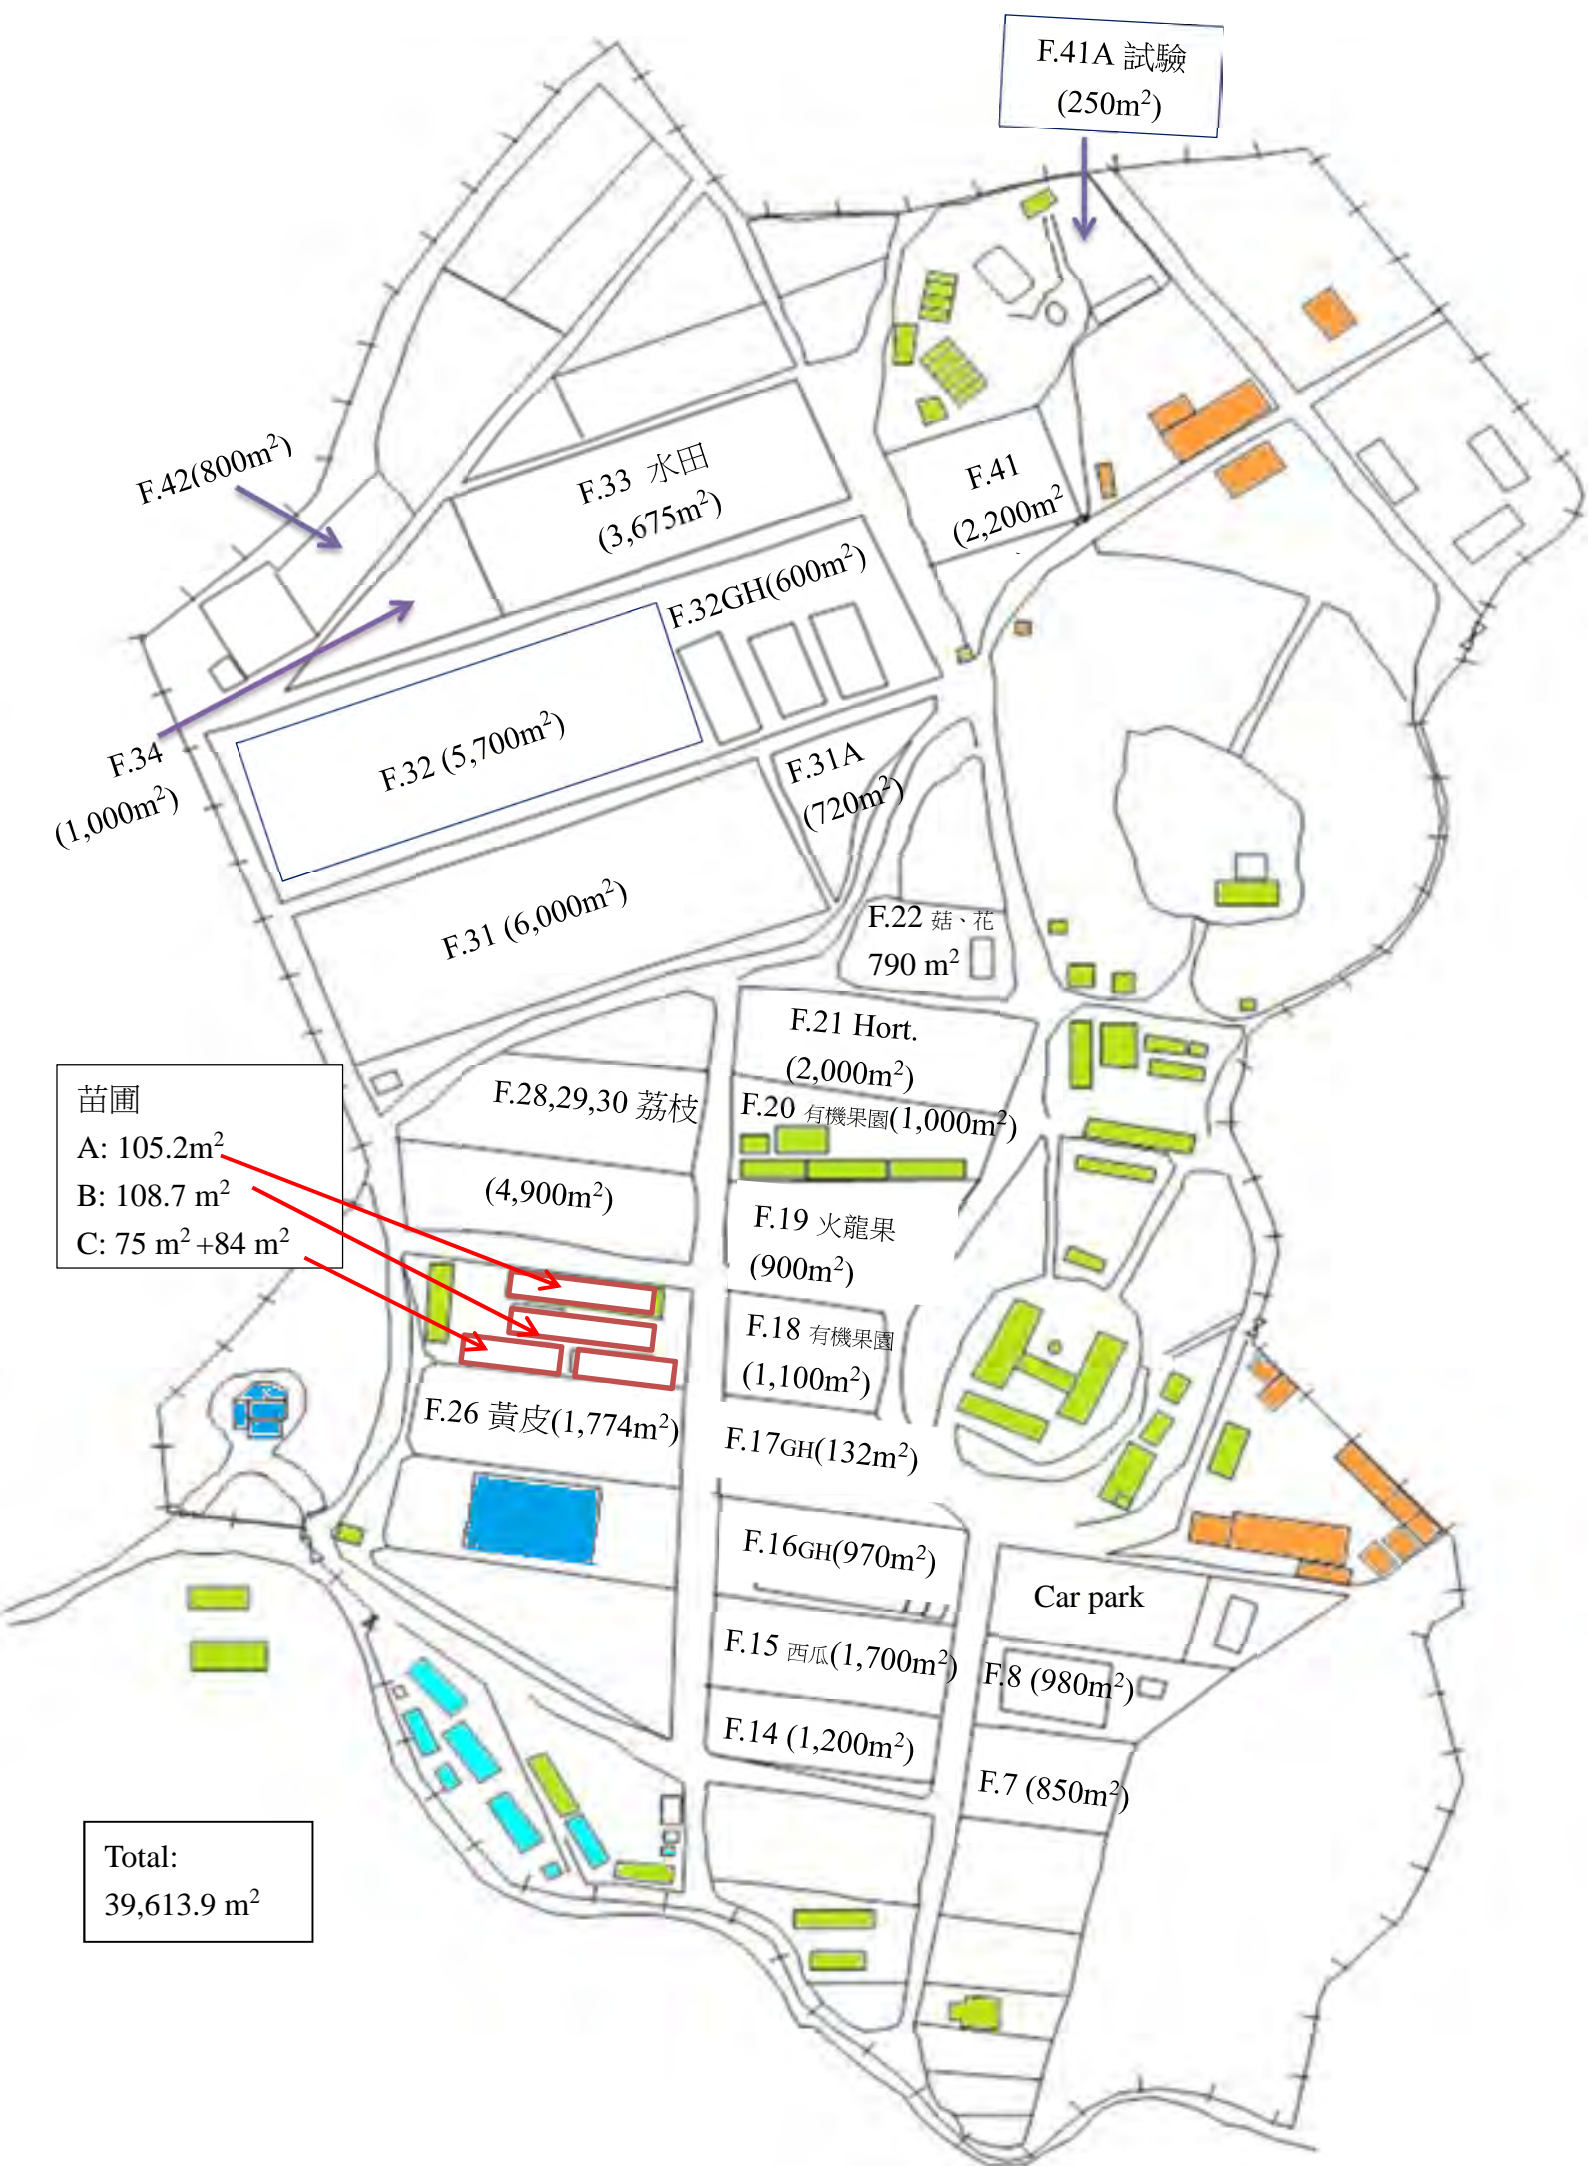 F.41A 試驗
(250m²)
F.42(800m²)
F.33 水田
(3,675m²)
F.41
(2,200m²
F.32GH(600m²)
F.34
(1,000m²)
F.32 (5,700m²)
F.31A
(720m²)
F.31 (6,000m²)
F.22 菇、花
790 m²
F.21 Hort.
(2,000m²)
苗圃
A: 105.2m²
B: 108.7 m²
C: 75 m² +84 m²
F.28,29,30 荔枝
(4,900m²)
F.20 有機果園(1,000m²)
F.19 火龍果
(900m²)
F.18 有機果園
(1,100m²)
F.26 黃皮(1,774m²)
F.17GH(132m²)
F.16GH(970m²)
Car park
F.15 西瓜(1,700m²)
F.8 (980m²)
F.14 (1,200m²)
F.7 (850m²)
Total:
39,613.9 m²